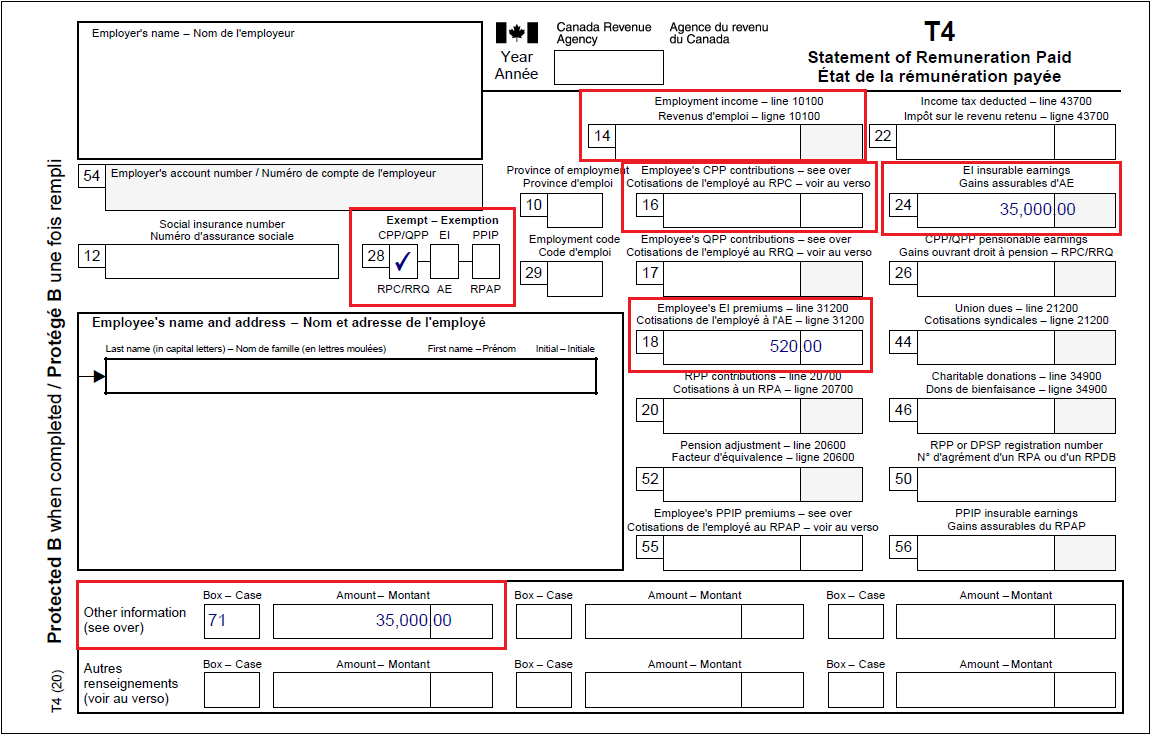 Employer's name – Nom de l'employeur
Canada Revenue Agency
Agence du revenu du Canada
Year
Année
T4
Statement of Remuneration Paid
État de la rémunération payée
Employment income – line 10100
Revenus d'emploi – ligne 10100
14
Income tax deducted – line 43700
Impôt sur le revenu retenu – ligne 43700
22
54
Employer's account number / Numéro de compte de l'employeur
Province of employment
Province d'emploi
10
Employee's CPP contributions – see over
Cotisations de l'employé au RPC – voir au verso
16
EI insurable earnings
Gains assurables d'AE
24
35,000.00
Social insurance number
Numéro d'assurance sociale
12
Exempt – Exemption
CPP/QPP EI PPIP
28 ✓
RPC/RRQ AE RPAP
Employment code
Code d'emploi
29
Employee's QPP contributions – see over
Cotisations de l'employé au RRQ – voir au verso
17
CPP/QPP pensionable earnings
Gains ouvrant droit à pension – RPC/RRQ
26
Employee's name and address – Nom et adresse de l'employé
Last name (in capital letters) – Nom de famille (en lettres moulées) First name – Prénom Initial – Initiale
Employee's EI premiums – line 31200
Cotisations de l'employé à l'AE – ligne 31200
18
520.00
Union dues – line 21200
Cotisations syndicales – ligne 21200
44
RPP contributions – line 20700
Cotisations à un RPA – ligne 20700
20
Charitable donations – line 34900
Dons de bienfaisance – ligne 34900
46
Pension adjustment – line 20600
Facteur d'équivalence – ligne 20600
52
RPP or DPSP registration number
N° d'agrément d'un RPA ou d'un RPDB
50
Employee's PPIP premiums – see over
Cotisations de l'employé au RPAP – voir au verso
55
PPIP insurable earnings
Gains assurables du RPAP
56
Box – Case Amount – Montant Box – Case Amount – Montant Box – Case Amount – Montant
Other information
(see over)
71 35,000.00
Box – Case Amount – Montant Box – Case Amount – Montant Box – Case Amount – Montant
Autres
renseignements
(voir au verso)
Protected B when completed / Protégé B une fois rempli
T4 (20)